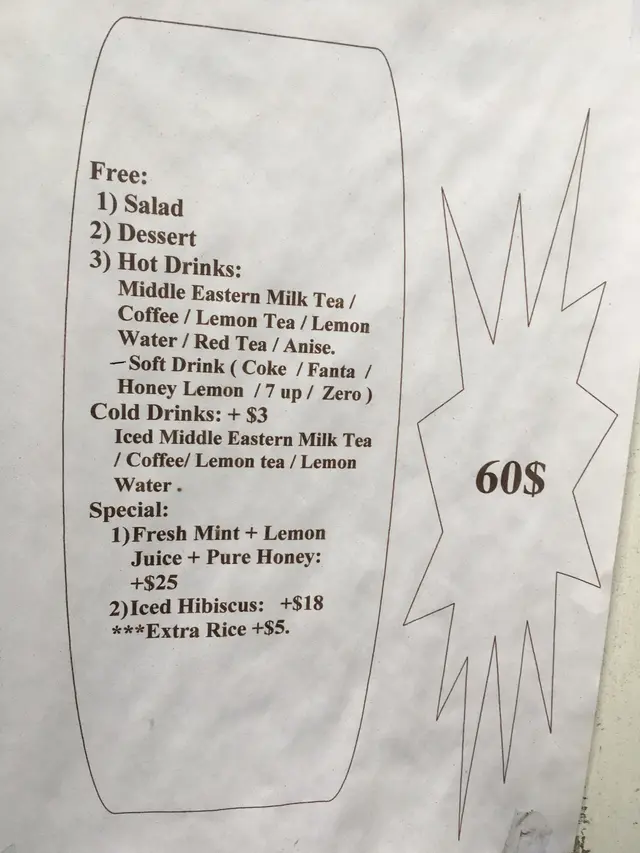 Free:
1) Salad
2) Dessert
3) Hot Drinks:
Middle Eastern Milk Tea /
Coffee / Lemon Tea / Lemon
Water / Red Tea / Anise.
–Soft Drink ( Coke / Fanta /
Honey Lemon / 7 up / Zero )
Cold Drinks: + $3
Iced Middle Eastern Milk Tea
/ Coffee/ Lemon tea / Lemon
Water .
Special:
1)Fresh Mint + Lemon
Juice + Pure Honey:
+$25
2)Iced Hibiscus: +$18
***Extra Rice +$5.
60$